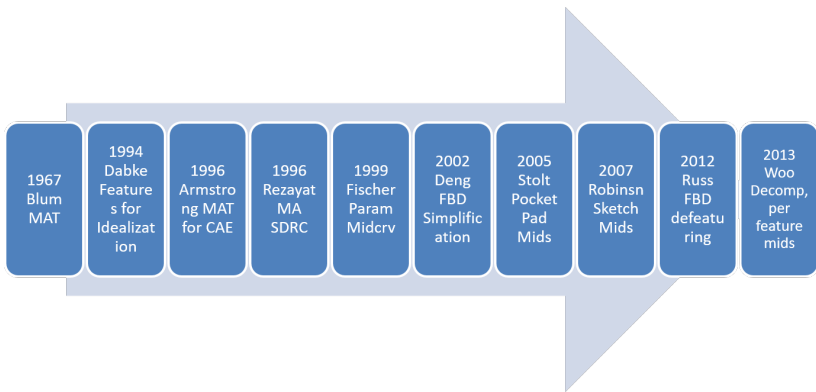 1967
Blum
MAT
1994
Dabke
Feature
s for
Idealizat
ion
1996
Armstro
ng MAT
for CAE
1996
Rezayat
MA
SDRC
1999
Fischer
Param
Midcrv
2002
Deng
FBD
Simplific
ation
2005
Stolt
Pocket
Pad
Mids
2007
Robinsn
Sketch
Mids
2012
Russ
FBD
defeatu
ring
2013
Woo
Decomp,
per
feature
mids